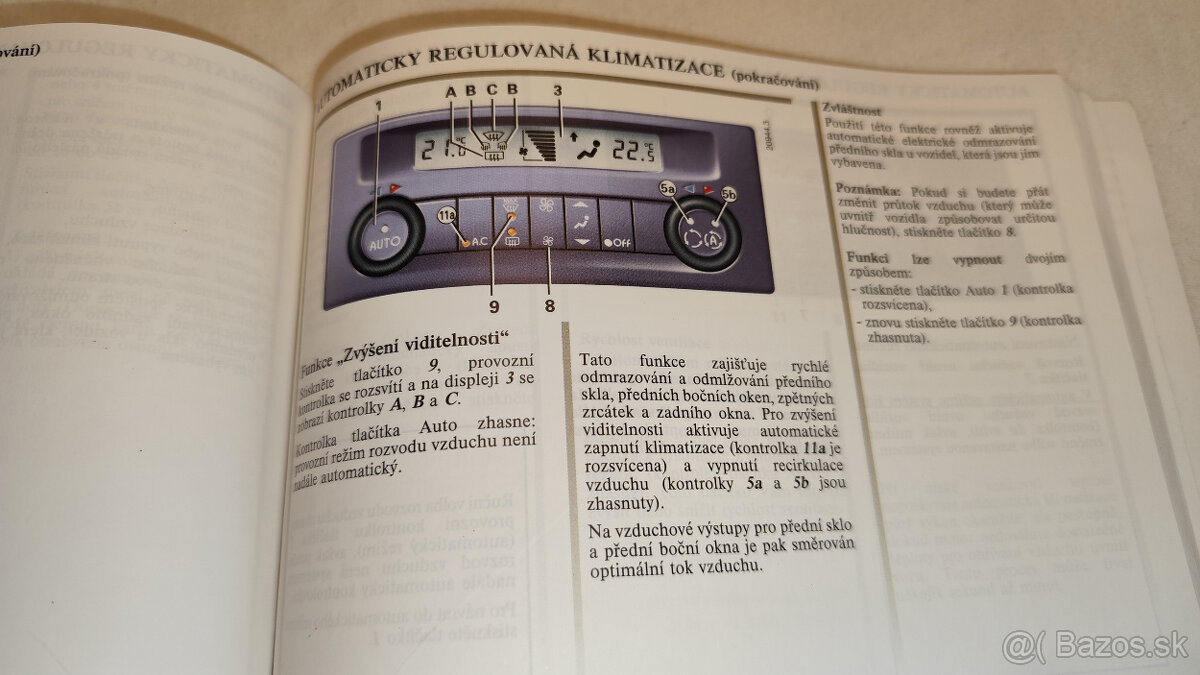 ování)
AUTOMATICKY REGULOVANÁ KLIMATIZACE (pokračování)
1
A B C B
3
21.0 °C
22.5 °C
20944.5
5a
5b
11a
AUTO
A.C
Off
A
9
8
Funkce „Zvýšení viditelnosti“
Stiskněte tlačítko 9, provozní
kontrolka se rozsvítí a na displeji 3 se
zobrazí kontrolky A, B a C.
Kontrolka tlačítka Auto zhasne:
provozní režim rozvodu vzduchu není
nadále automatický.
Tato funkce zajišťuje rychlé
odmrazování a odmlžování předního
skla, předních bočních oken, zpětných
zrcátek a zadního okna. Pro zvýšení
viditelnosti aktivuje automatické
zapnutí klimatizace (kontrolka 11a je
rozsvícena) a vypnutí recirkulace
vzduchu (kontrolky 5a a 5b jsou
zhasnuty).
Na vzduchové výstupy pro přední sklo
a přední boční okna je pak směrován
optimální tok vzduchu.
Zvláštnost
Použití této funkce rovněž aktivuje
automatické elektrické odmrazování
předního skla u vozidel, která jsou jím
vybavena.
Poznámka: Pokud si budete přát
změnit průtok vzduchu (který může
uvnitř vozidla způsobovat určitou
hlučnost), stiskněte tlačítko 8.
Funkci lze vypnout dvojím
způsobem:
- stiskněte tlačítko Auto 1 (kontrolka
rozsvícena),
- znovu stiskněte tlačítko 9 (kontrolka
zhasnuta).
@( Bazos.sk